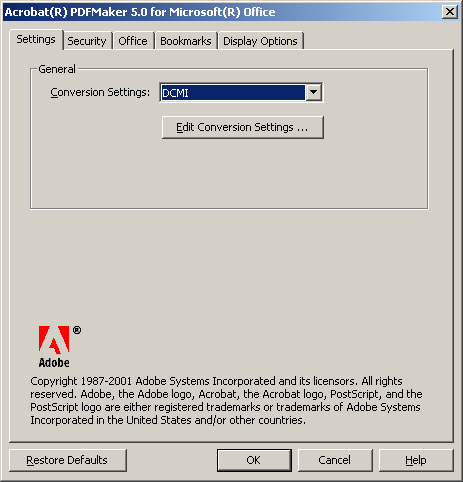 Acrobat(R) PDFMaker 5.0 for Microsoft(R) Office
Settings Security Office Bookmarks Display Options
General
Conversion Settings: DCMI
Edit Conversion Settings ...
®
Adobe
Copyright 1987-2001 Adobe Systems Incorporated and its licensors. All rights
reserved. Adobe, the Adobe logo, Acrobat, the Acrobat logo, PostScript, and the
PostScript logo are either registered trademarks or trademarks of Adobe Systems
Incorporated in the United States and/or other countries.
Restore Defaults OK Cancel Help